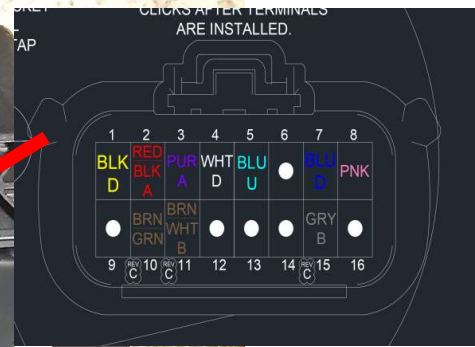 CLICKS AFTER TERMINALS
ARE INSTALLED.
TAP
1 2 3 4 5 6 7 8
BLK D RED BLK A PUR A WHT D BLU U BLU D PNK
BRN GRN BRN WHT B GRY B
9 REV C 10 REV C 11 12 13 14 REV C 15 16